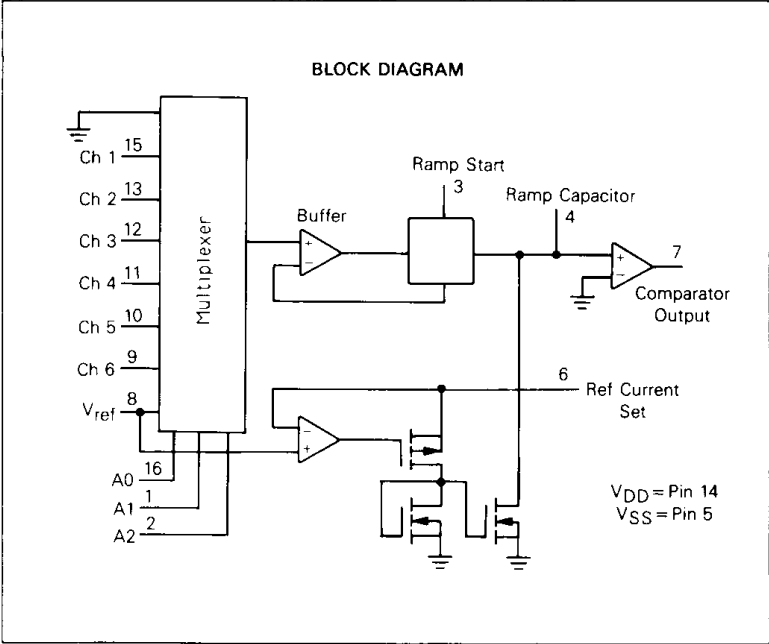 BLOCK DIAGRAM
Ch 1 15
Ch 2 13
Ch 3 12
Ch 4 11
Ch 5 10
Ch 6 9
Vref 8
A0 16
A1 1
A2 2
Multiplexer
Buffer
+
−
Ramp Start
3
Ramp Capacitor
4
+
−
7
Comparator
Output
6
Ref Current
Set
−
+
VDD = Pin 14
VSS = Pin 5